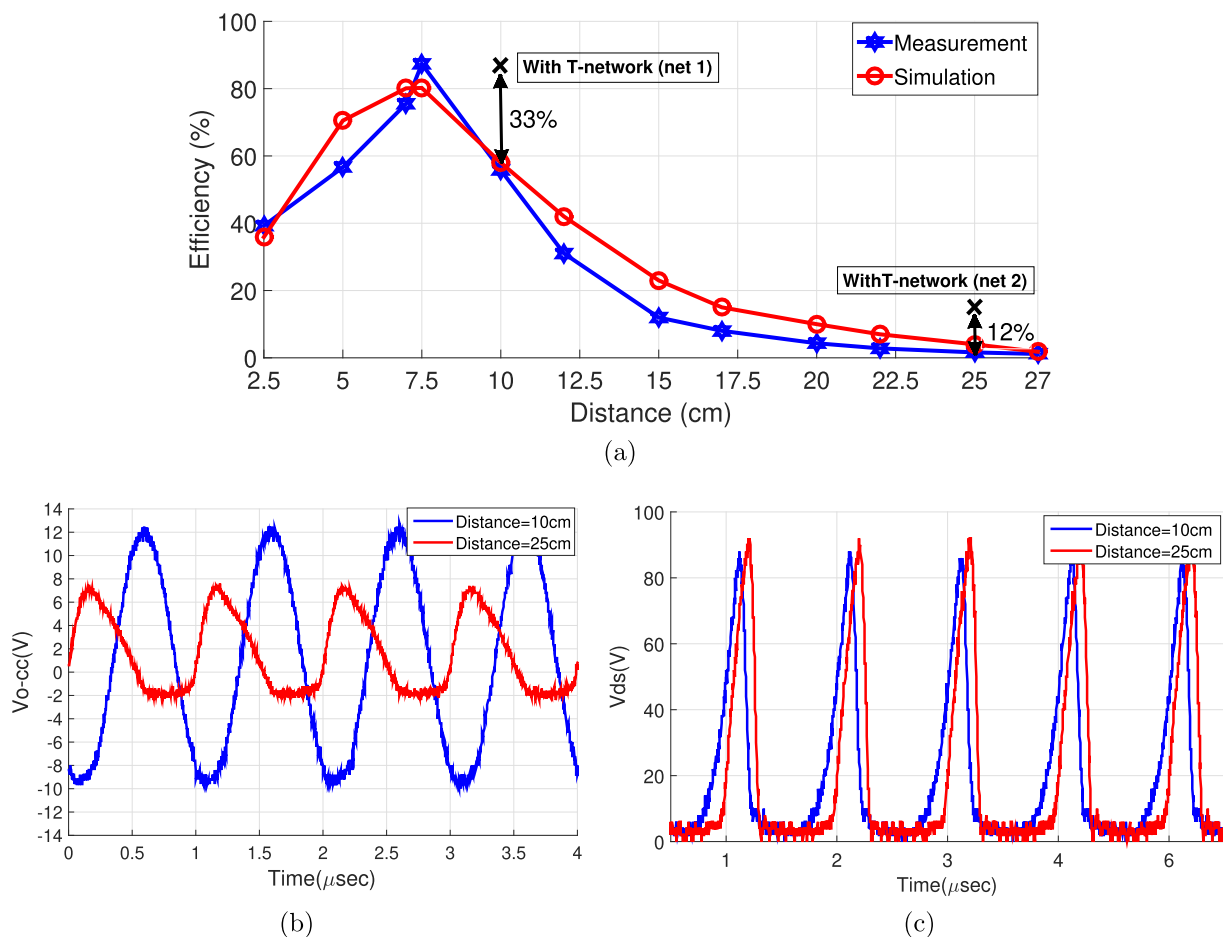 100
80
60
40
20
0
Efficiency (%)
2.5 5 7.5 10 12.5 15 17.5 20 22.5 25 27
Distance (cm)
Measurement
Simulation
With T-network (net 1)
33%
WithT-network (net 2)
12%
(a)
14
12
10
8
6
4
2
0
-2
-4
-6
-8
-10
-12
-14
Vo-cc(V)
0 0.5 1 1.5 2 2.5 3 3.5 4
Time(μsec)
Distance=10cm
Distance=25cm
(b)
100
80
60
40
20
0
Vds(V)
1 2 3 4 5 6
Time(μsec)
Distance=10cm
Distance=25cm
(c)